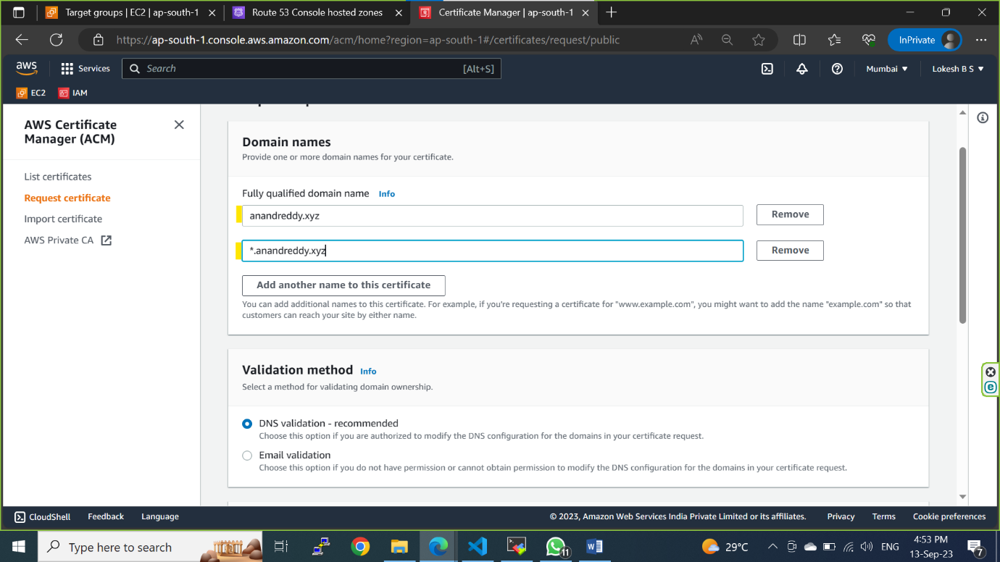 Target groups | EC2 | ap-south-1
Route 53 Console hosted zones
Certificate Manager | ap-south-1
https://ap-south-1.console.aws.amazon.com/acm/home?region=ap-south-1#/certificates/request/public
InPrivate
aws
Services
Search
[Alt+S]
Mumbai
Lokesh B S
EC2
IAM
AWS Certificate
Manager (ACM)
List certificates
Request certificate
Import certificate
AWS Private CA
Domain names
Provide one or more domain names for your certificate.
Fully qualified domain name Info
anandreddy.xyz
Remove
*.anandreddy.xyz
Remove
Add another name to this certificate
You can add additional names to this certificate. For example, if you're requesting a certificate for "www.example.com", you might want to add the name "example.com" so that
customers can reach your site by either name.
Validation method Info
Select a method for validating domain ownership.
DNS validation - recommended
Choose this option if you are authorized to modify the DNS configuration for the domains in your certificate request.
Email validation
Choose this option if you do not have permission or cannot obtain permission to modify the DNS configuration for the domains in your certificate request.
CloudShell
Feedback
Language
© 2023, Amazon Web Services India Private Limited or its affiliates.
Privacy
Terms
Cookie preferences
Type here to search
11
29°C
ENG
4:53 PM
13-Sep-23
7